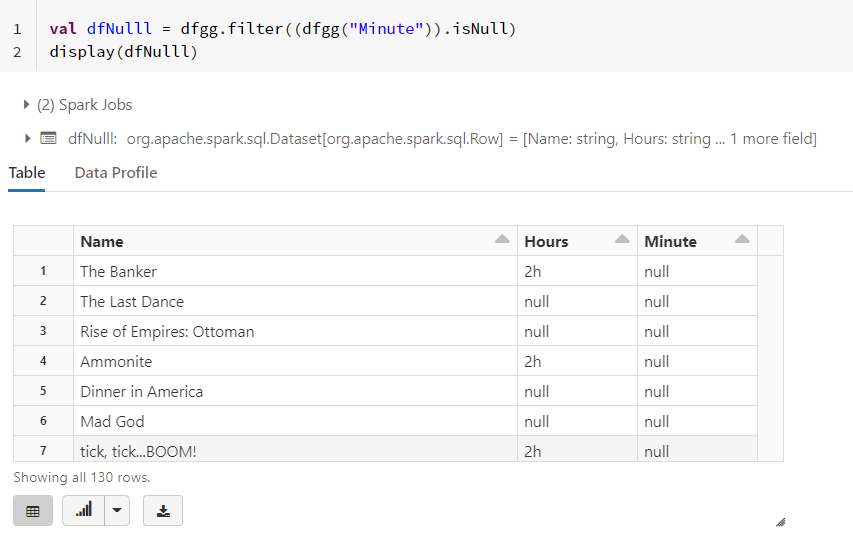 1 val dfNulll = dfgg.filter((dfgg("Minute")).isNull)
2 display(dfNulll)
(2) Spark Jobs
dfNulll: org.apache.spark.sql.Dataset[org.apache.spark.sql.Row] = [Name: string, Hours: string ... 1 more field]
Table Data Profile
Name Hours Minute
1 The Banker 2h null
2 The Last Dance null null
3 Rise of Empires: Ottoman null null
4 Ammonite 2h null
5 Dinner in America null null
6 Mad God null null
7 tick, tick...BOOM! 2h null
Showing all 130 rows.